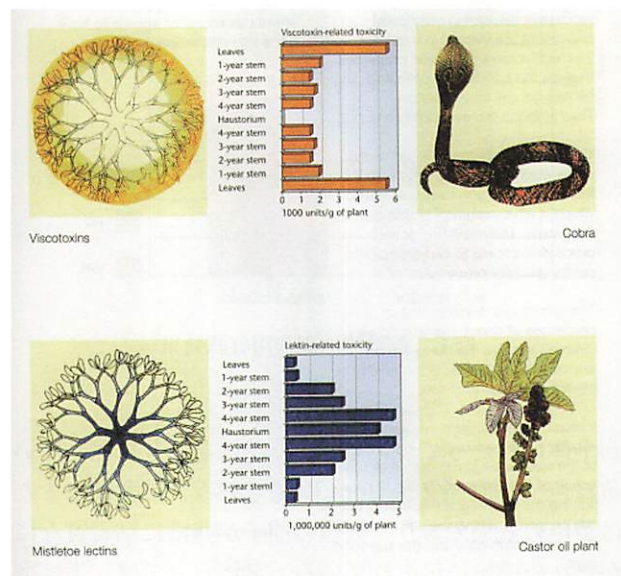 Viscotoxin-related toxicity
Leaves
1-year stem
2-year stem
3-year stem
4-year stem
Haustorium
4-year stem
3-year stem
2-year stem
1-year stem
Leaves
0 1 2 3 4 5 6
1000 units/g of plant
Viscotoxins
Cobra
Lektin-related toxicity
Leaves
1-year stem
2-year stem
3-year stem
4-year stem
Haustorium
4-year stem
3-year stem
2-year stem
1-year steml
Leaves
0 1 2 3 4 5
1,000,000 units/g of plant
Mistletoe lectins
Castor oil plant